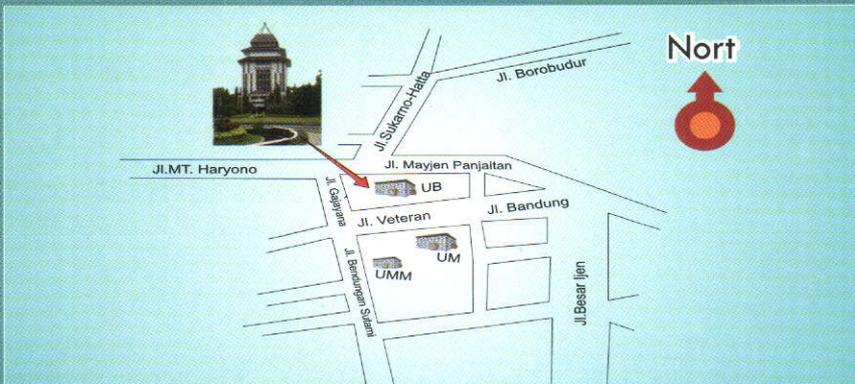 Nort
Jl. Borobudur
Jl.Sukarno-Hatta
Jl. Mayjen Panjaitan
Jl.MT. Haryono
Jl. Gajayana
UB
Jl. Veteran
Jl. Bandung
UM
UMM
Jl. Bendungan Sutami
Jl.Besar Ijen